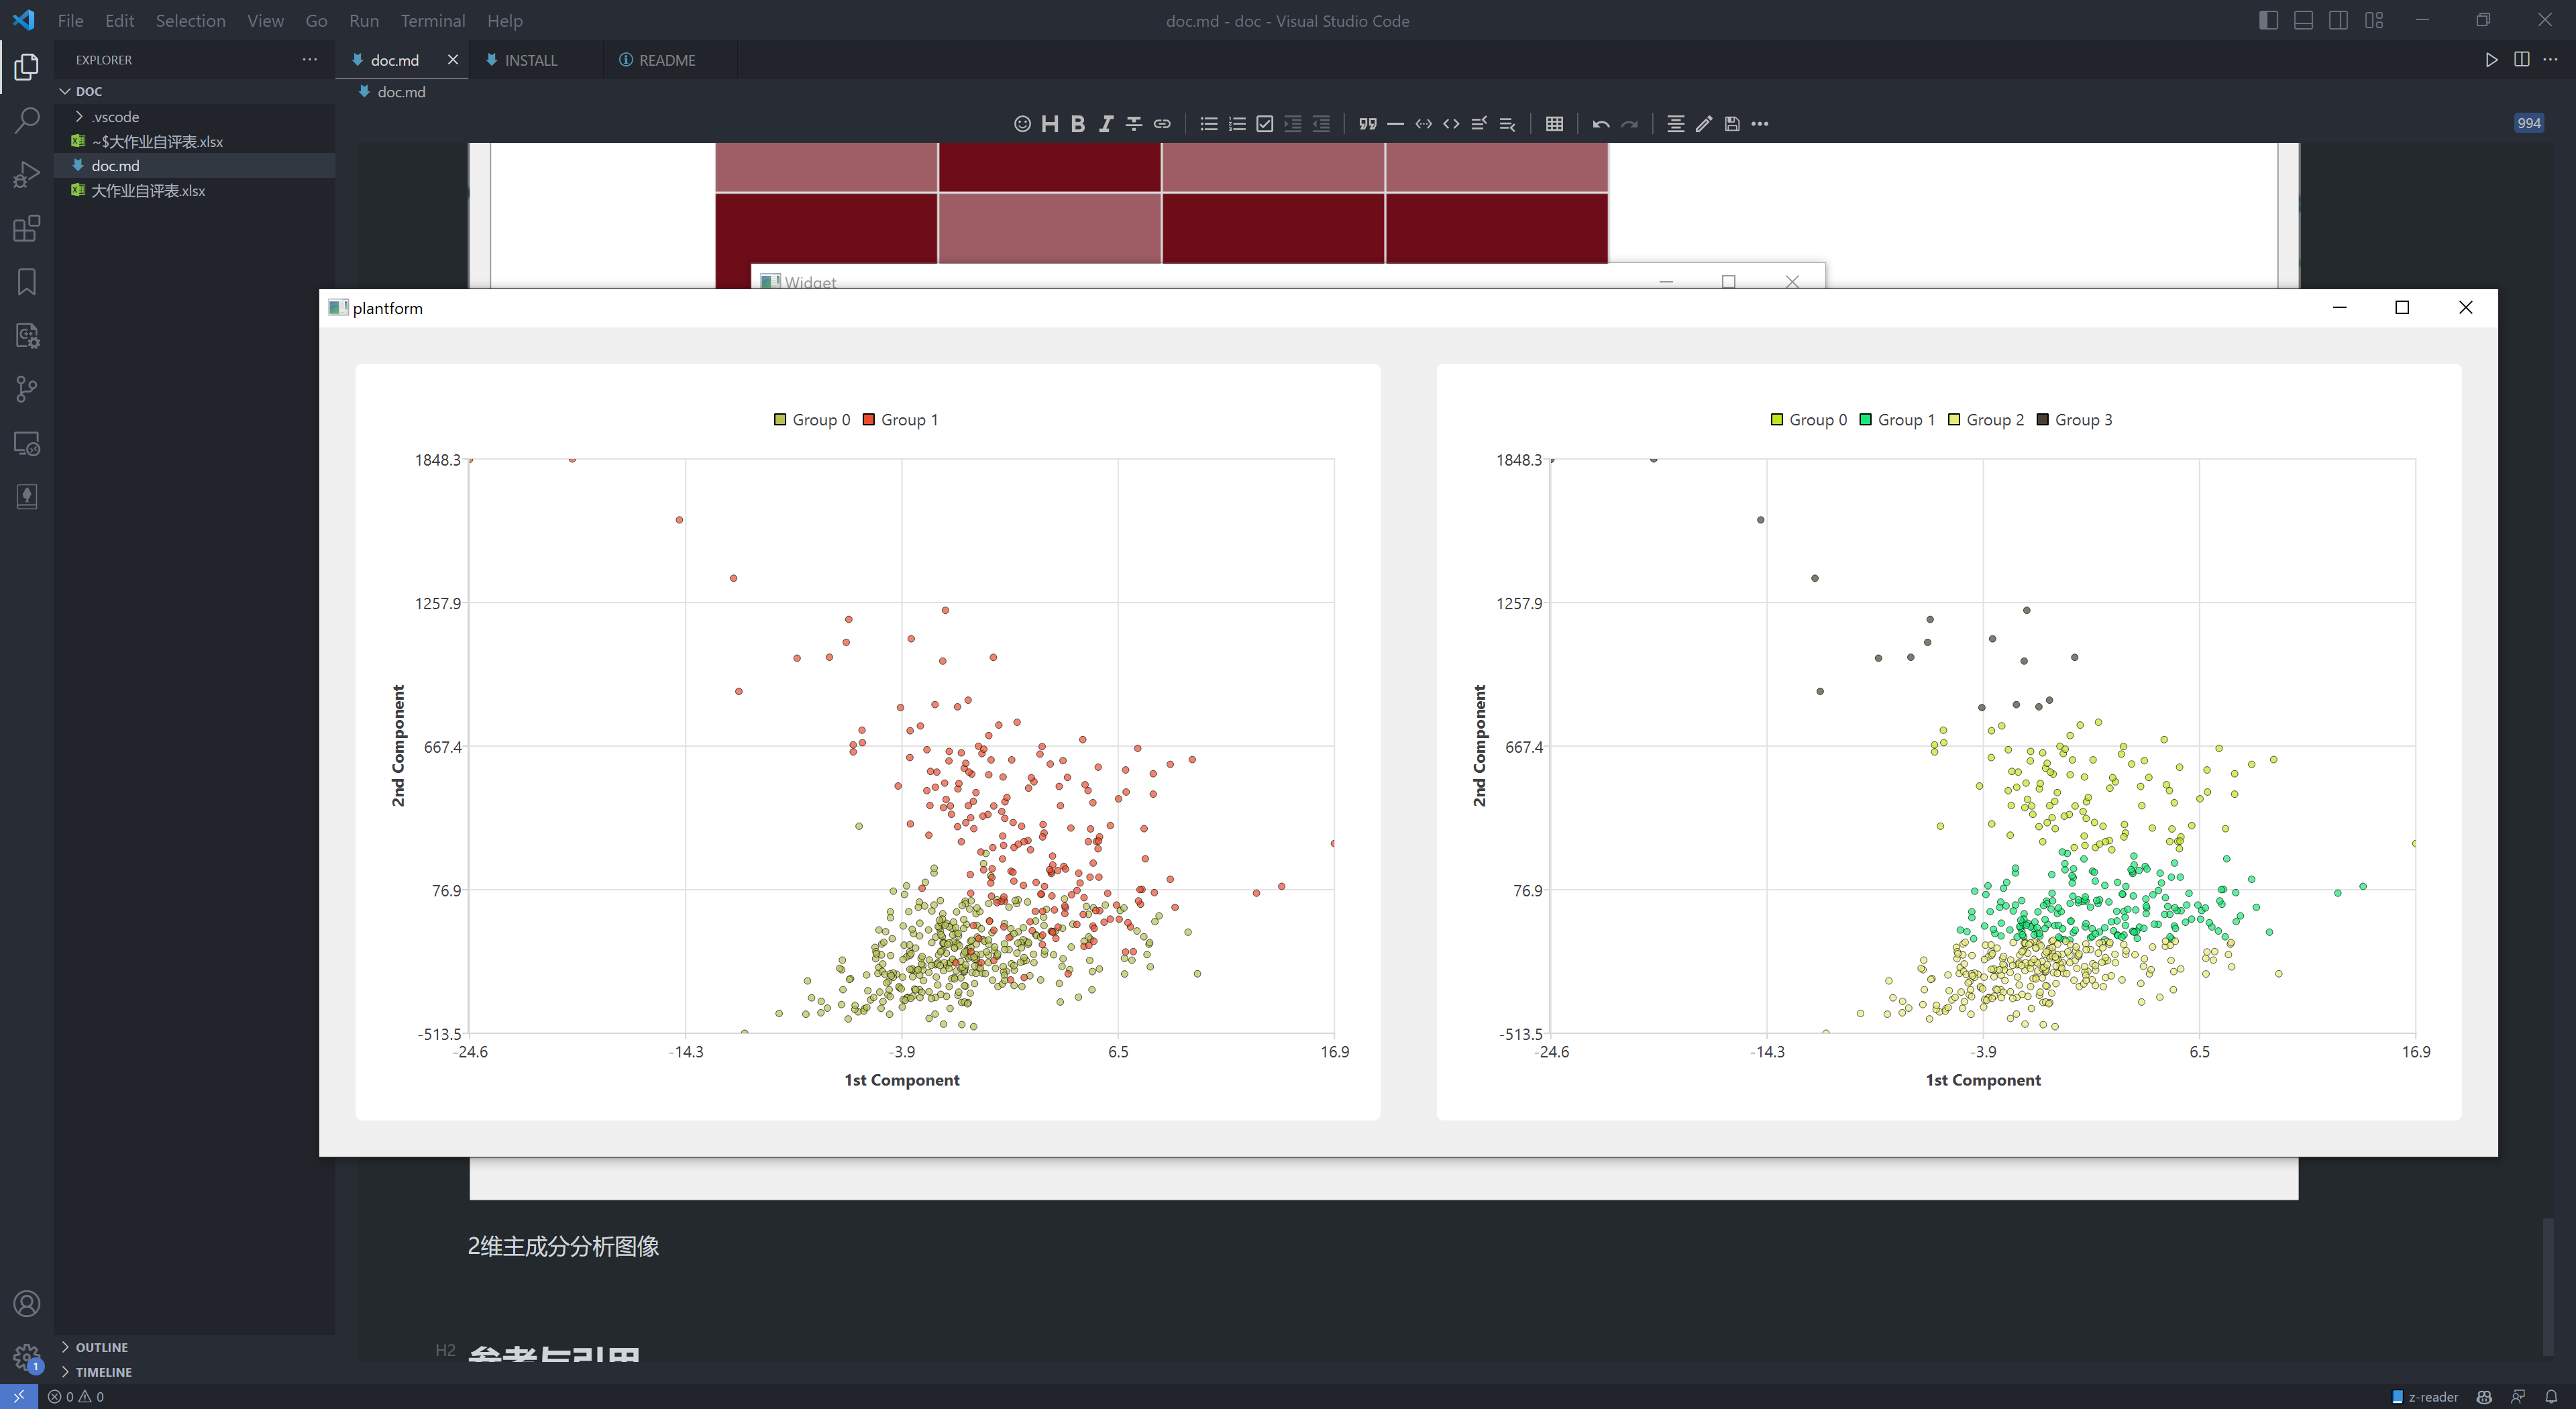 File Edit Selection View Go Run Terminal Help
doc.md - doc - Visual Studio Code
EXPLORER
doc.md
INSTALL
README
DOC
doc.md
.vscode
~$大作业自评表.xlsx
doc.md
大作业自评表.xlsx
994
Widget
plantform
Group 0 Group 1
1848.3
1257.9
667.4
76.9
-513.5
2nd Component
-24.6 -14.3 -3.9 6.5 16.9
1st Component
Group 0 Group 1 Group 2 Group 3
1848.3
1257.9
667.4
76.9
-513.5
2nd Component
-24.6 -14.3 -3.9 6.5 16.9
1st Component
2维主成分分析图像
H2 参考与引用
OUTLINE
TIMELINE
1
0 0
z-reader